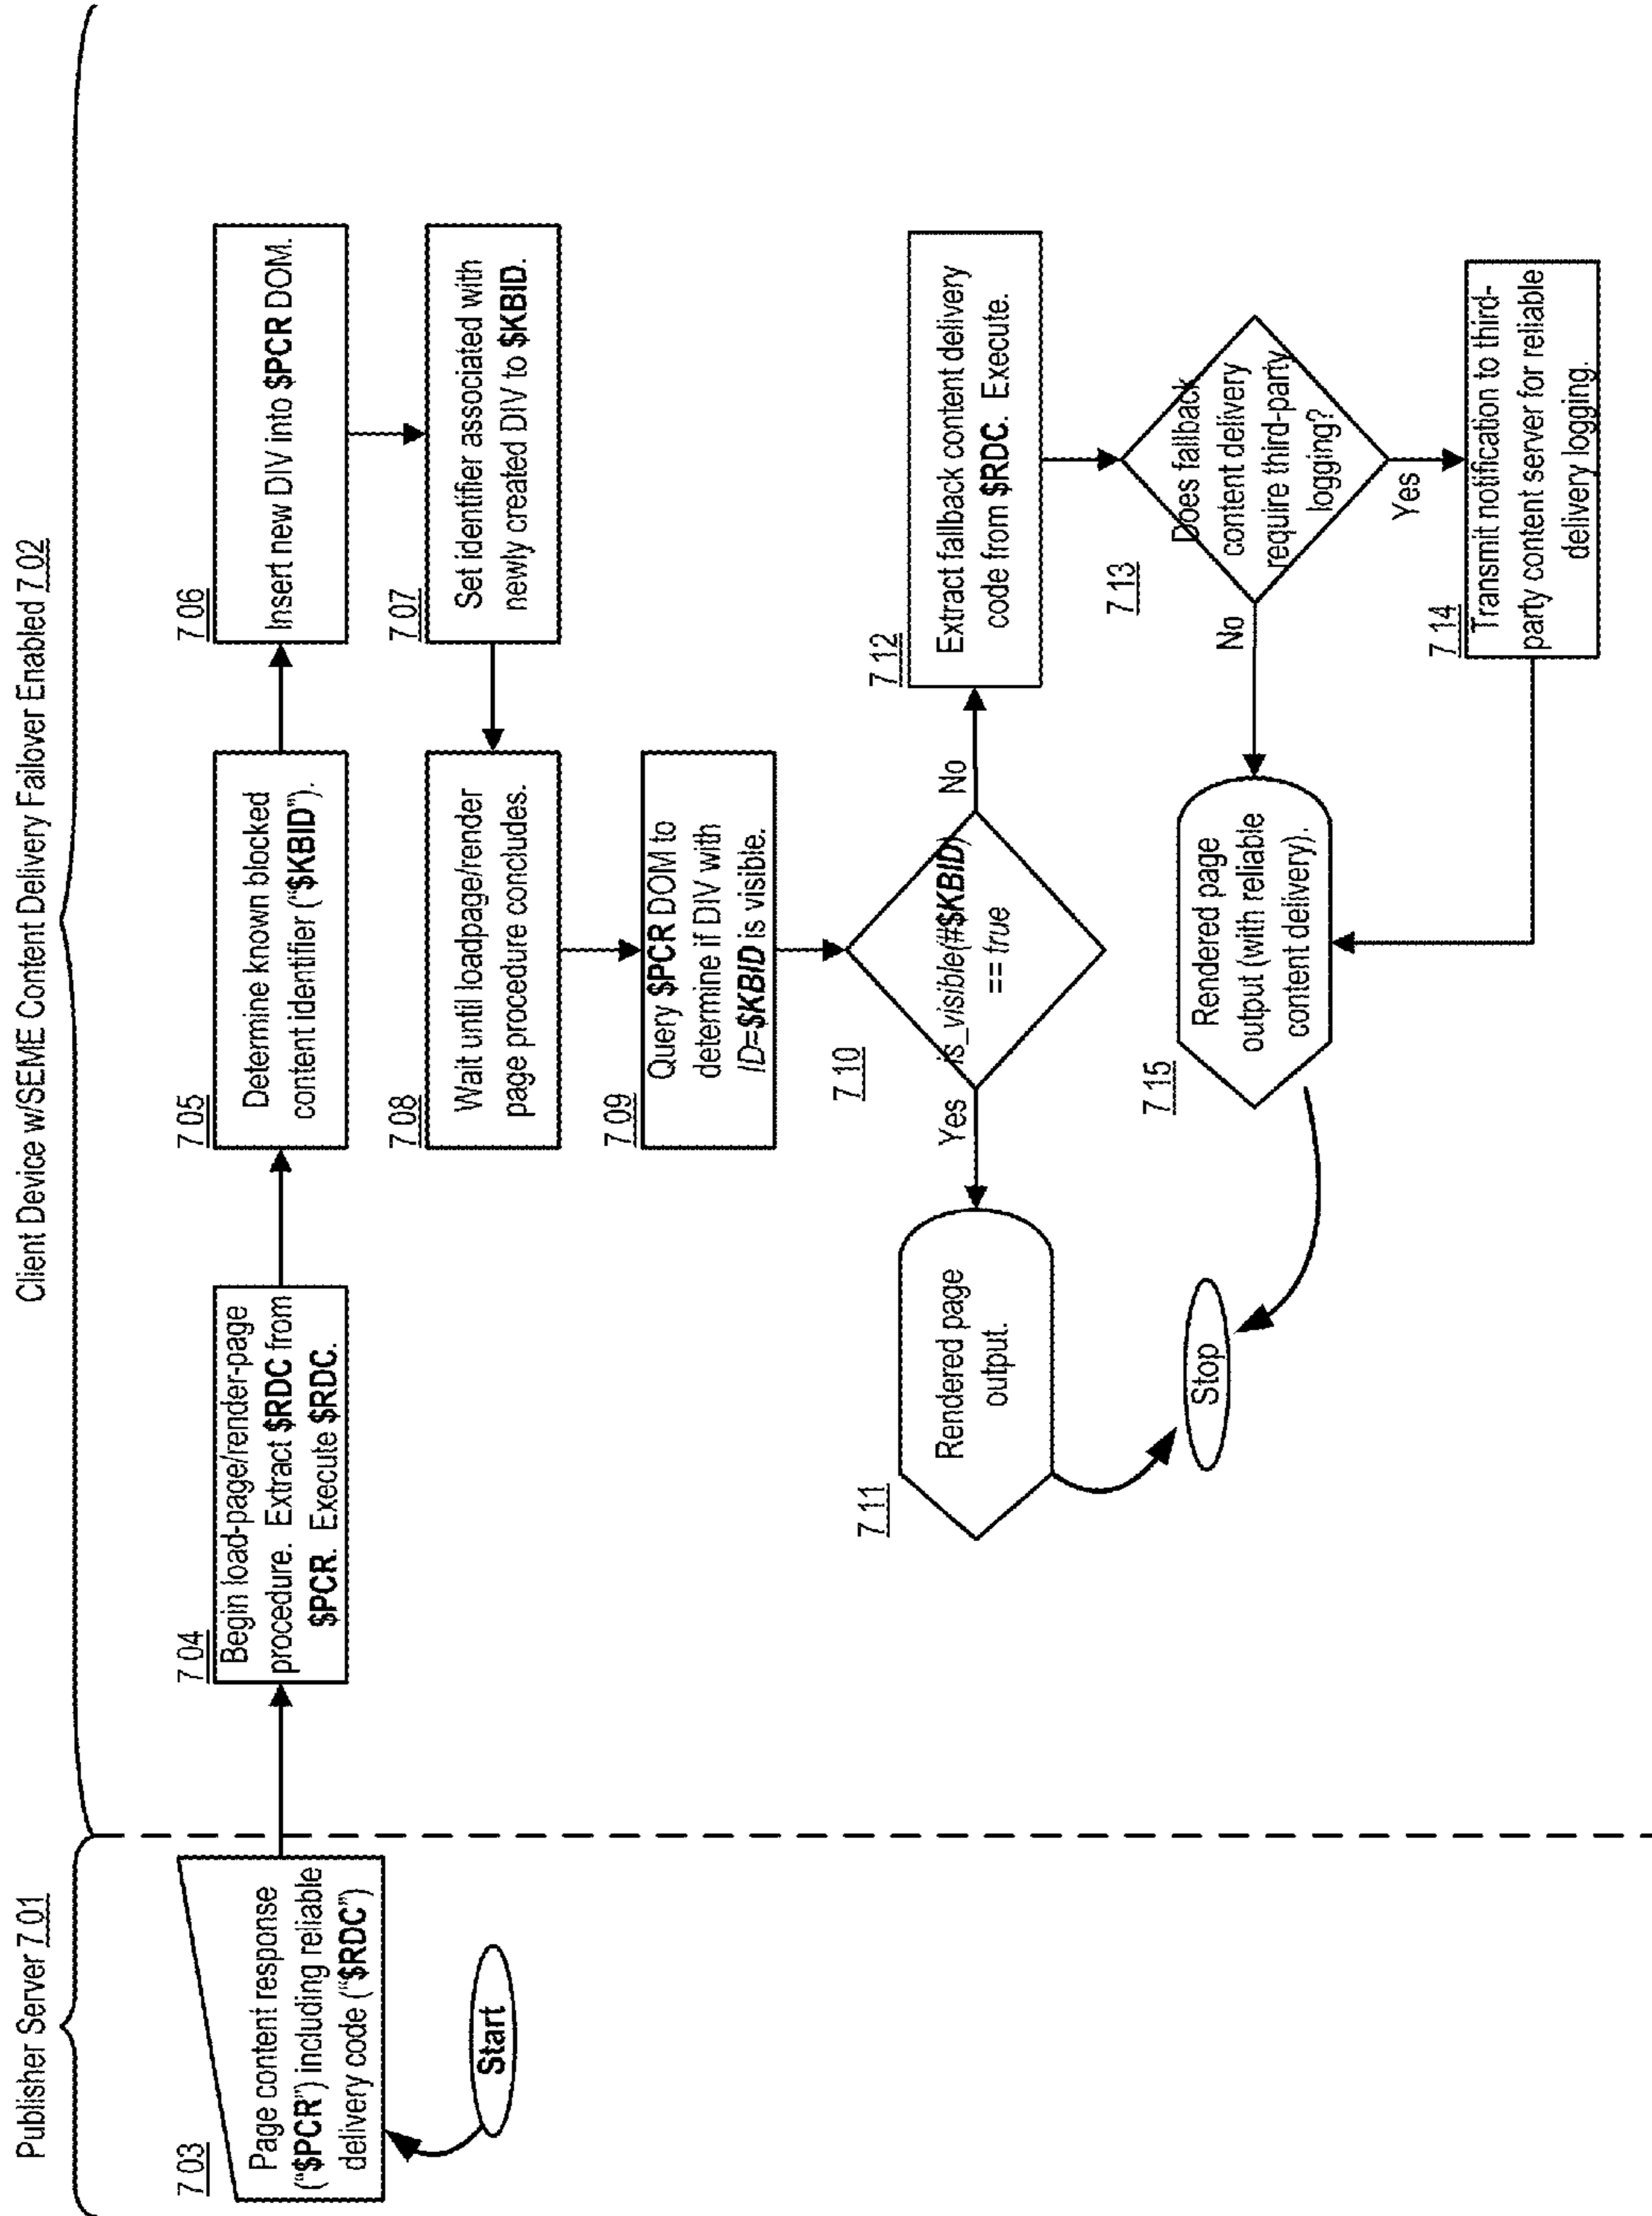 Publisher Server 7 01
Client Device w/SEME Content Delivery Failover Enabled 7 02
7 03
Page content response
("$PCR") including reliable
delivery code ("$RDC")
Start
7 04
Begin load-page/render-page
procedure. Extract $RDC from
$PCR. Execute $RDC.
7 05
Determine known blocked
content identifier ("$KBID").
7 06
Insert new DIV into $PCR DOM.
7 07
Set identifier associated with
newly created DIV to $KBID.
7 08
Wait until loadpage/render
page procedure concludes.
7 09
Query $PCR DOM to
determine if DIV with
ID=$KBID is visible.
7 10
is_visible(#$KBID)
== true
Yes
No
7 11
Rendered page
output.
7 12
Extract fallback content delivery
code from $RDC. Execute.
7 13
Does fallback
content delivery
require third-party
logging?
No
Yes
7 14
Transmit notification to third-
party content server for reliable
delivery logging.
7 15
Rendered page
output (with reliable
content delivery).
Stop